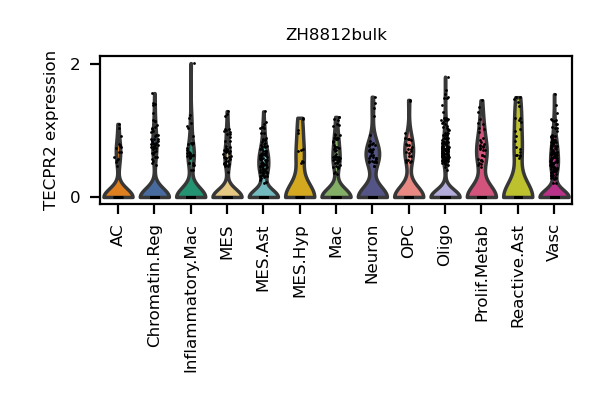 ZH8812bulk
TECPR2 expression
2
0
AC
Chromatin.Reg
Inflammatory.Mac
MES
MES.Ast
MES.Hyp
Mac
Neuron
OPC
Oligo
Prolif.Metab
Reactive.Ast
Vasc